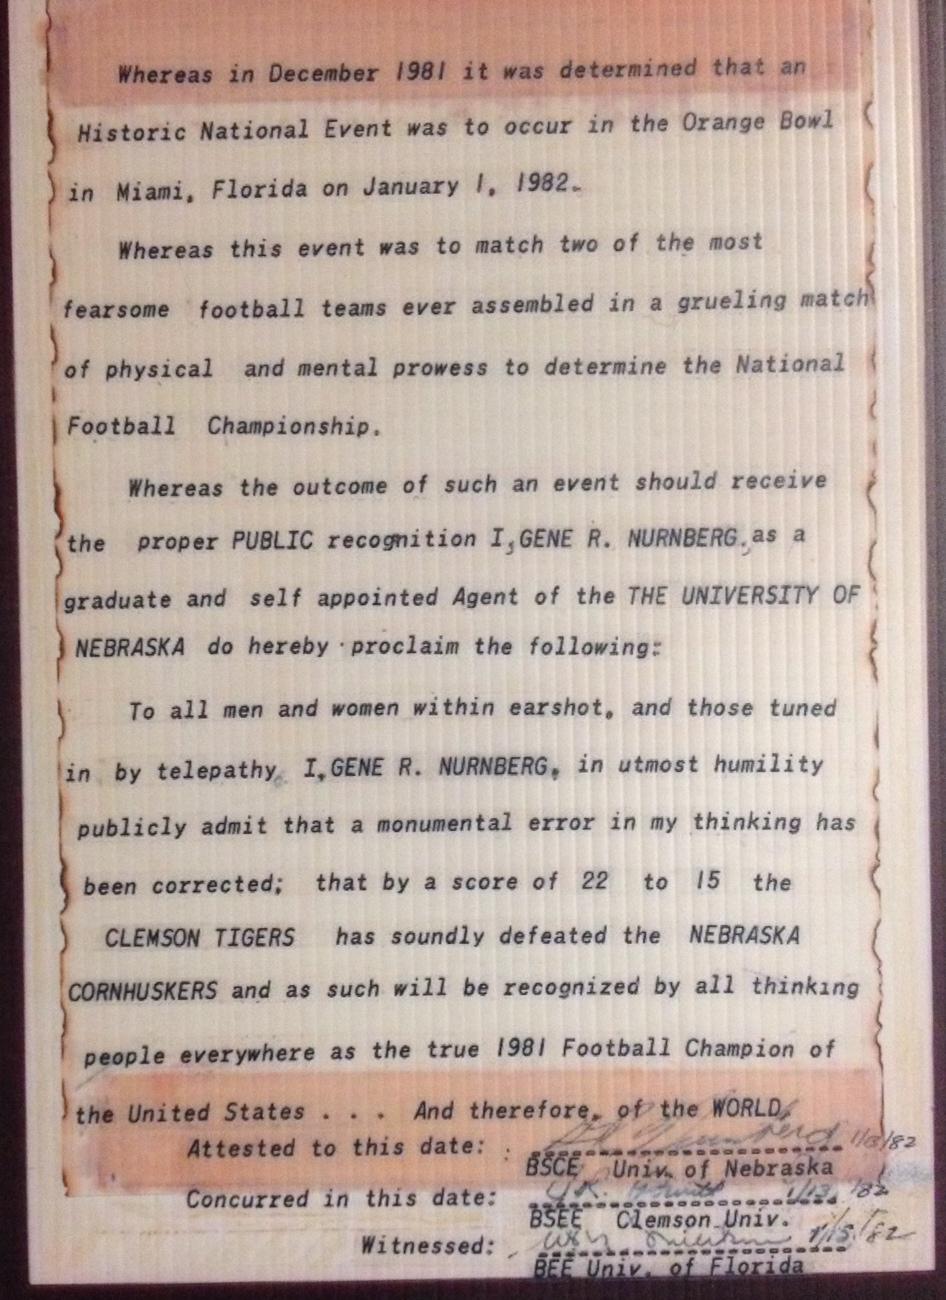 Whereas in December 1981 it was determined that an
Historic National Event was to occur in the Orange Bowl
in Miami, Florida on January 1, 1982.
Whereas this event was to match two of the most
fearsome football teams ever assembled in a grueling match
of physical and mental prowess to determine the National
Football Championship.
Whereas the outcome of such an event should receive
the proper PUBLIC recognition I,GENE R. NURNBERG,as a
graduate and self appointed Agent of the THE UNIVERSITY OF
NEBRASKA do hereby proclaim the following:
To all men and women within earshot, and those tuned
in by telepathy, I,GENE R. NURNBERG, in utmost humility
publicly admit that a monumental error in my thinking has
been corrected; that by a score of 22 to 15 the
CLEMSON TIGERS has soundly defeated the NEBRASKA
CORNHUSKERS and as such will be recognized by all thinking
people everywhere as the true 1981 Football Champion of
the United States . . . And therefore, of the WORLD.
Attested to this date: Nurnberg
BSCE Univ. of Nebraska
Concurred in this date: 1/13/82
BSEE Clemson Univ.
Witnessed: 1/15/82
BEE Univ. of Florida